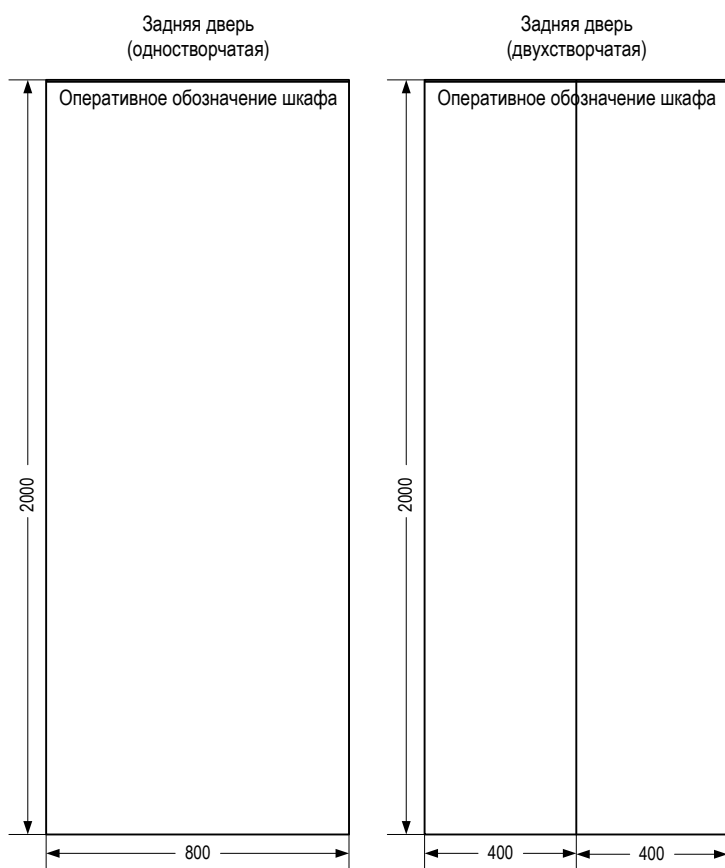 Задняя дверь
(одностворчатая)
Задняя дверь
(двухстворчатая)
Оперативное обозначение шкафа
Оперативное обозначение шкафа
2000
2000
800
400
400